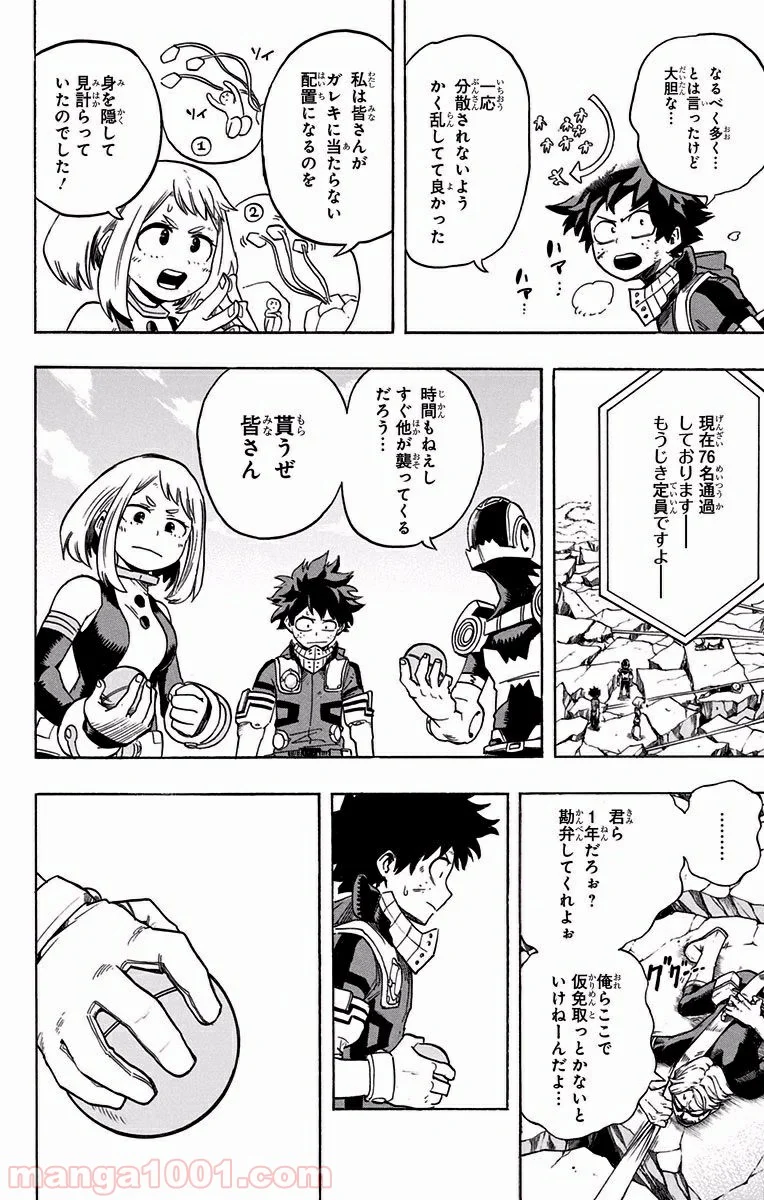 なるべく多く…
とは言ったけど
大胆な…
一応
分散されないよう
かく乱してて良かった
ハァ…
ハァ…
私は皆さんが
ガレキに当たらない
配置になるのを
ソイ
ソイ
①
②
身を隠して
見計らって
いたのでした！
現在76名通過
しております━
もうじき定員ですよ━
時間もねえし
すぐ他が襲ってくる
だろう…
貰うぜ
皆さん
………
君ら
1年だろぉ？
勘弁してくれよぉ
俺らここで
仮免取っとかないと
いけねーんだよ…
グググ…
manga1001.com